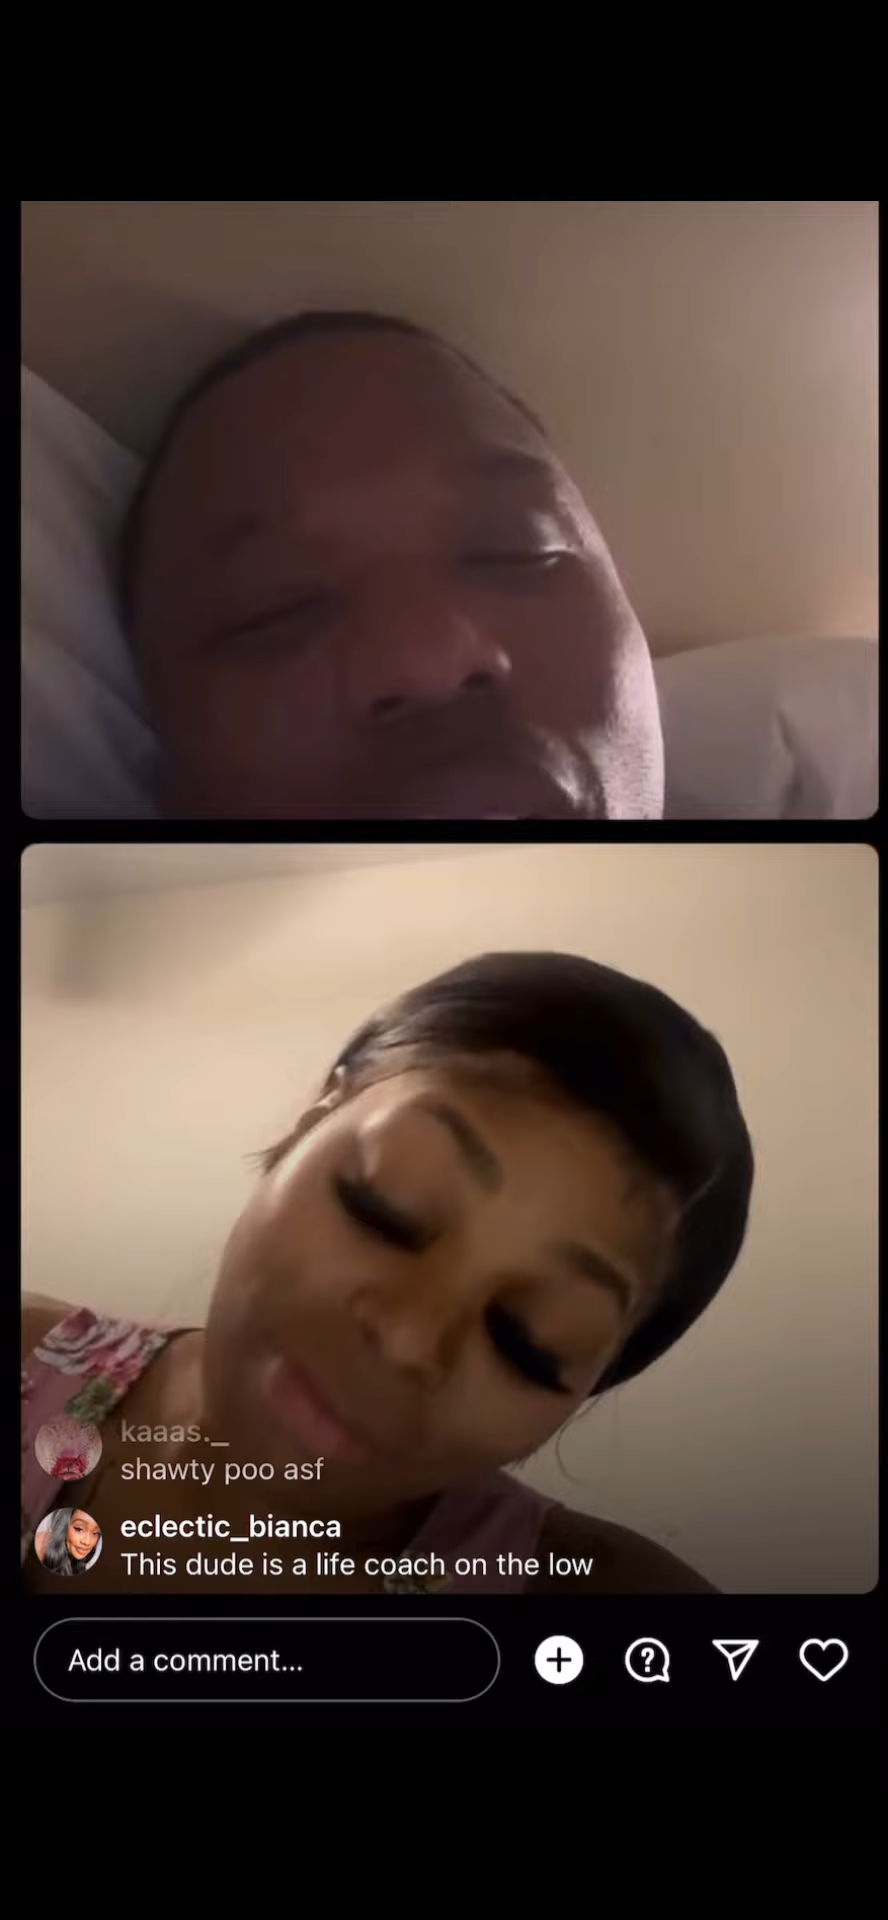 kaaas._
shawty poo asf
eclectic_bianca
This dude is a life coach on the low
Add a comment...